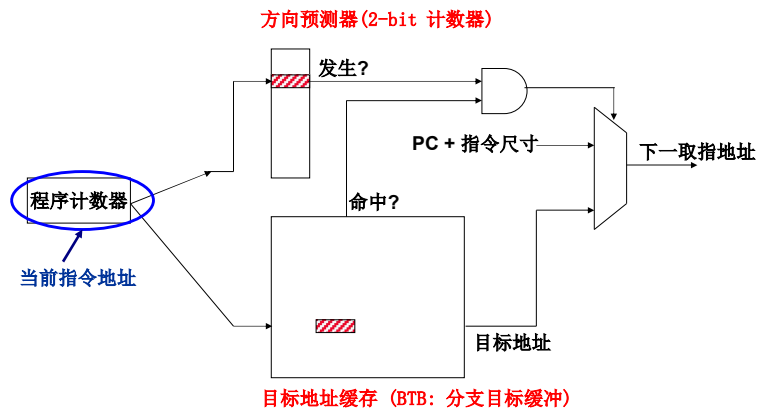 方向预测器(2-bit 计数器)
发生?
PC + 指令尺寸
下一取指地址
程序计数器
命中?
当前指令地址
目标地址
目标地址缓存 (BTB: 分支目标缓冲)